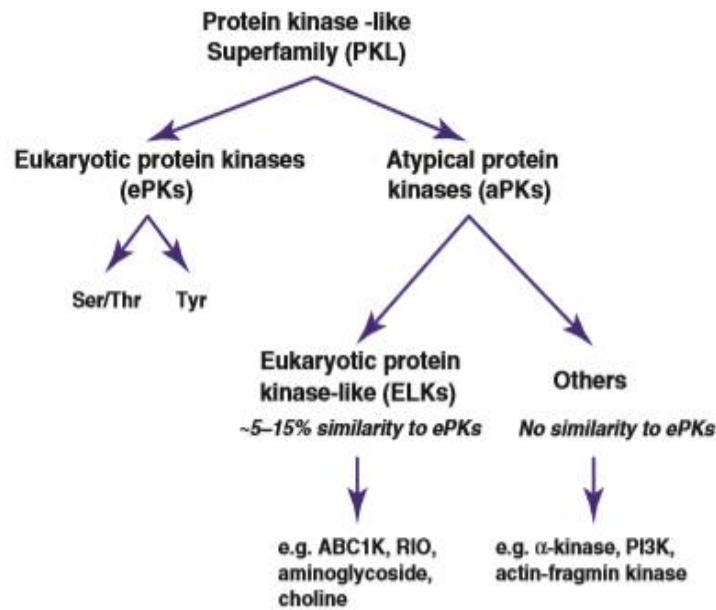 Protein kinase -like
Superfamily (PKL)
Eukaryotic protein kinases
(ePKs)
Atypical protein
kinases (aPKs)
Ser/Thr
Tyr
Eukaryotic protein
kinase-like (ELKs)
~5–15% similarity to ePKs
Others
No similarity to ePKs
e.g. ABC1K, RIO,
aminoglycoside,
choline
e.g. α-kinase, PI3K,
actin-fragmin kinase